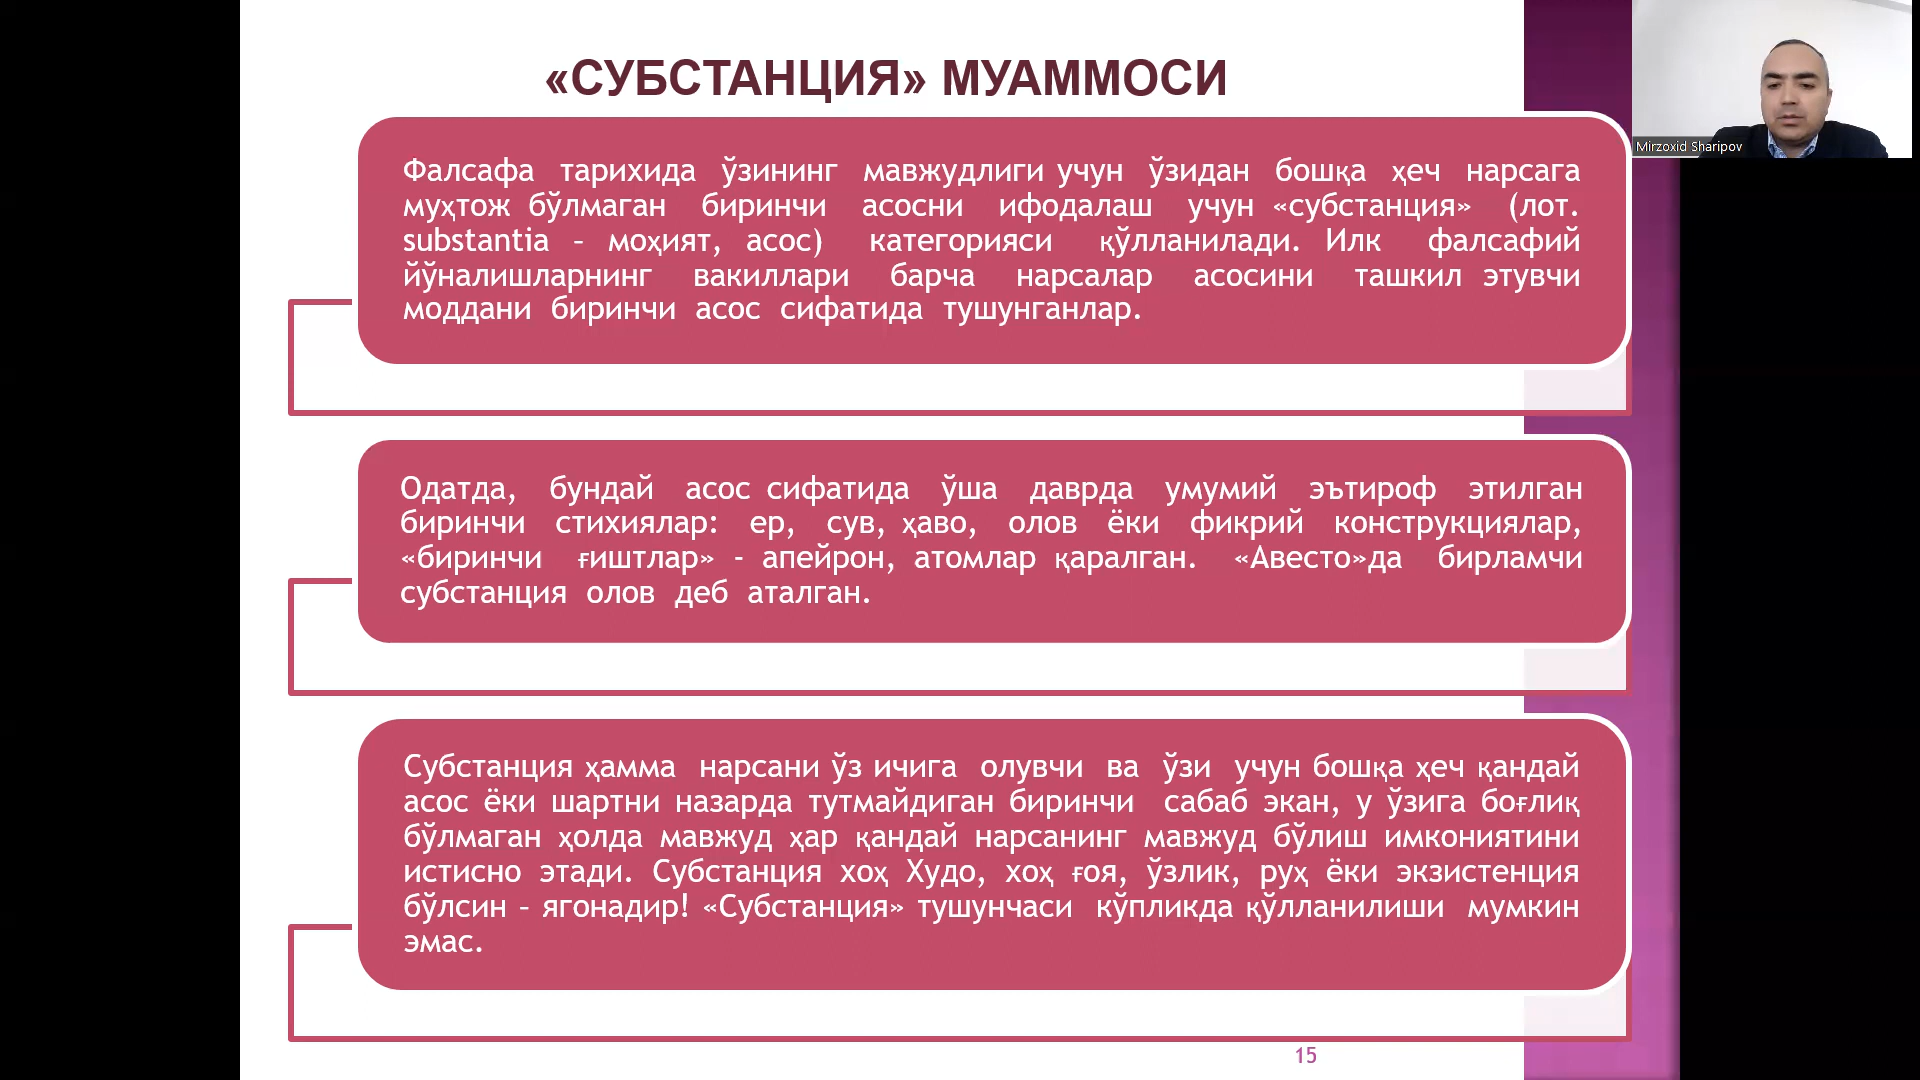 «СУБСТАНЦИЯ» МУАММОСИ
Mirzoxid Sharipov
Фалсафа тарихида ўзининг мавжудлиги учун ўзидан бошқа ҳеч нарсага
муҳтож бўлмаган биринчи асосни ифодалаш учун «субстанция» (лот.
substantia – моҳият, асос) категорияси қўлланилади. Илк фалсафий
йўналишларнинг вакиллари барча нарсалар асосини ташкил этувчи
моддани биринчи асос сифатида тушунганлар.
Одатда, бундай асос сифатида ўша даврда умумий эътироф этилган
биринчи стихиялар: ер, сув, ҳаво, олов ёки фикрий конструкциялар,
«биринчи ғиштлар» - апейрон, атомлар қаралган. «Авесто»да бирламчи
субстанция олов деб аталган.
Субстанция ҳамма нарсани ўз ичига олувчи ва ўзи учун бошқа ҳеч қандай
асос ёки шартни назарда тутмайдиган биринчи сабаб экан, у ўзига боғлиқ
бўлмаган ҳолда мавжуд ҳар қандай нарсанинг мавжуд бўлиш имкониятини
истисно этади. Субстанция хоҳ Худо, хоҳ ғоя, ўзлик, руҳ ёки экзистенция
бўлсин – ягонадир! «Субстанция» тушунчаси кўпликда қўлланилиши мумкин
эмас.
15